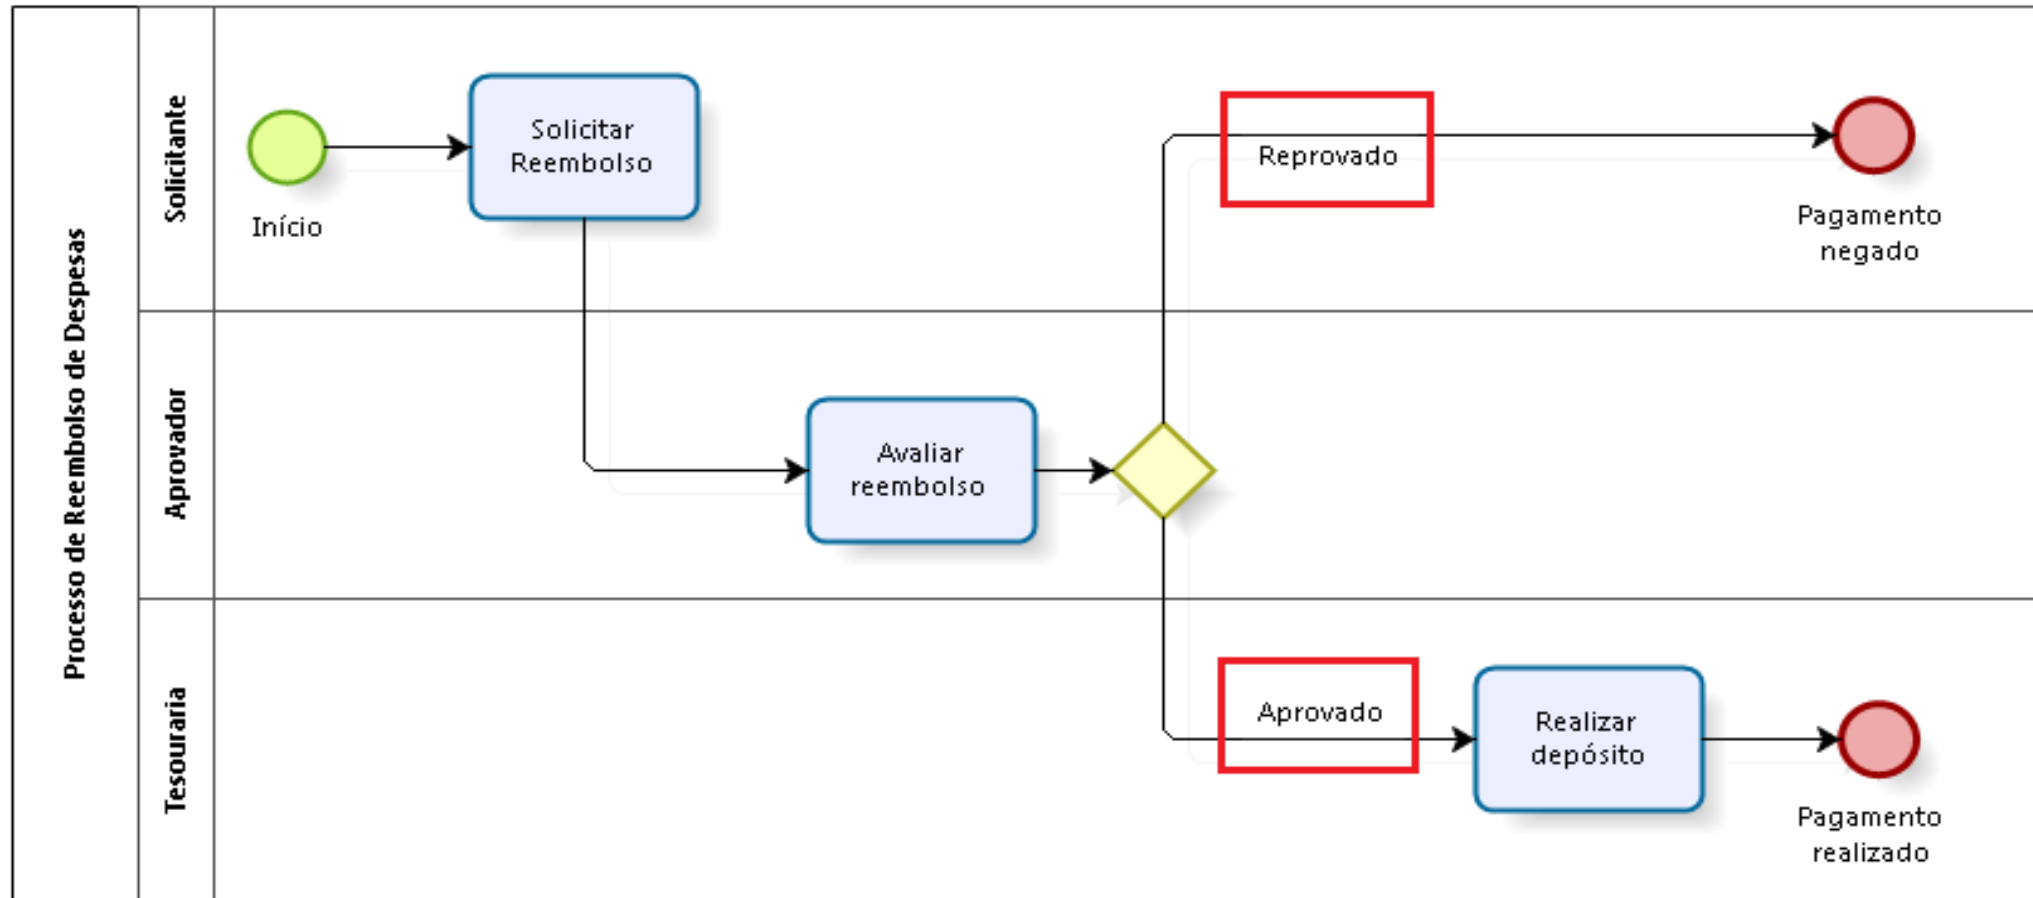 Processo de Reembolso de Despesas
Solicitante
Início
Solicitar
Reembolso
Reprovado
Pagamento
negado
Aprovador
Avaliar
reembolso
Tesouraria
Aprovado
Realizar
depósito
Pagamento
realizado